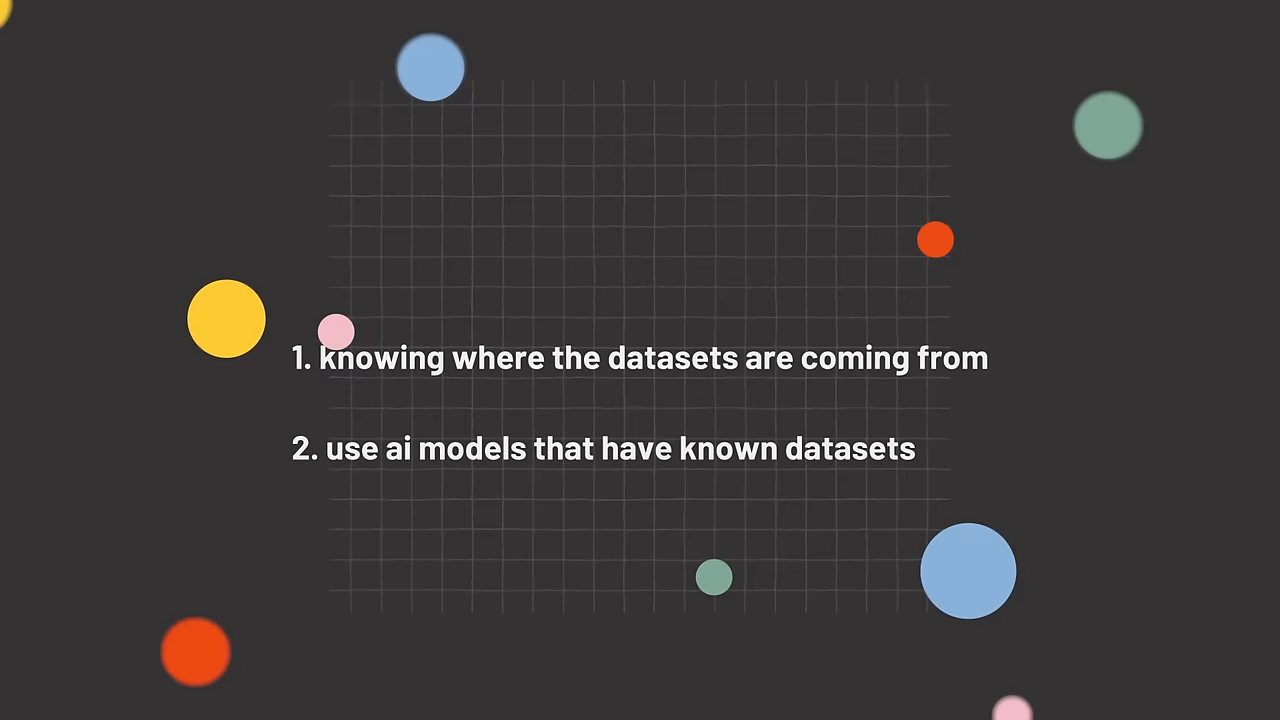 1. knowing where the datasets are coming from
2. use ai models that have known datasets